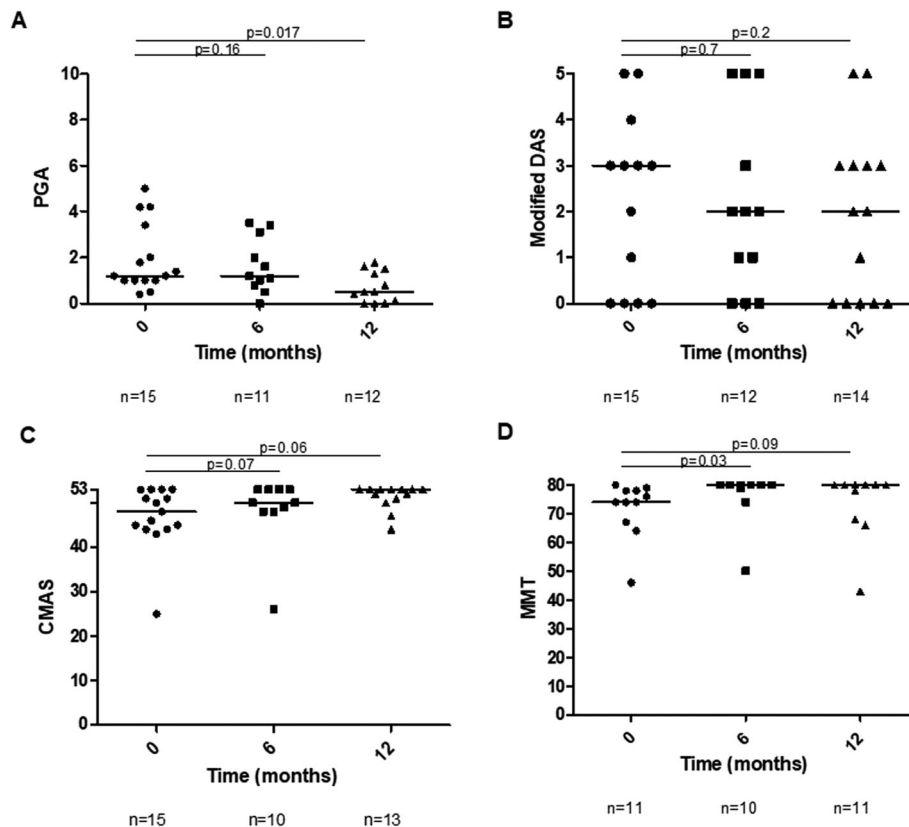 A
p=0.017
p=0.16
10
8
6
4
2
0
PGA
0
6
12
Time (months)
n=15
n=11
n=12
B
p=0.2
p=0.7
5
4
3
2
1
0
Modified DAS
0
6
12
Time (months)
n=15
n=12
n=14
C
p=0.06
p=0.07
53
40
30
20
10
0
CMAS
0
6
12
Time (months)
n=15
n=10
n=13
D
p=0.09
p=0.03
80
70
60
50
40
30
20
10
0
MMT
0
6
12
Time (months)
n=11
n=10
n=11